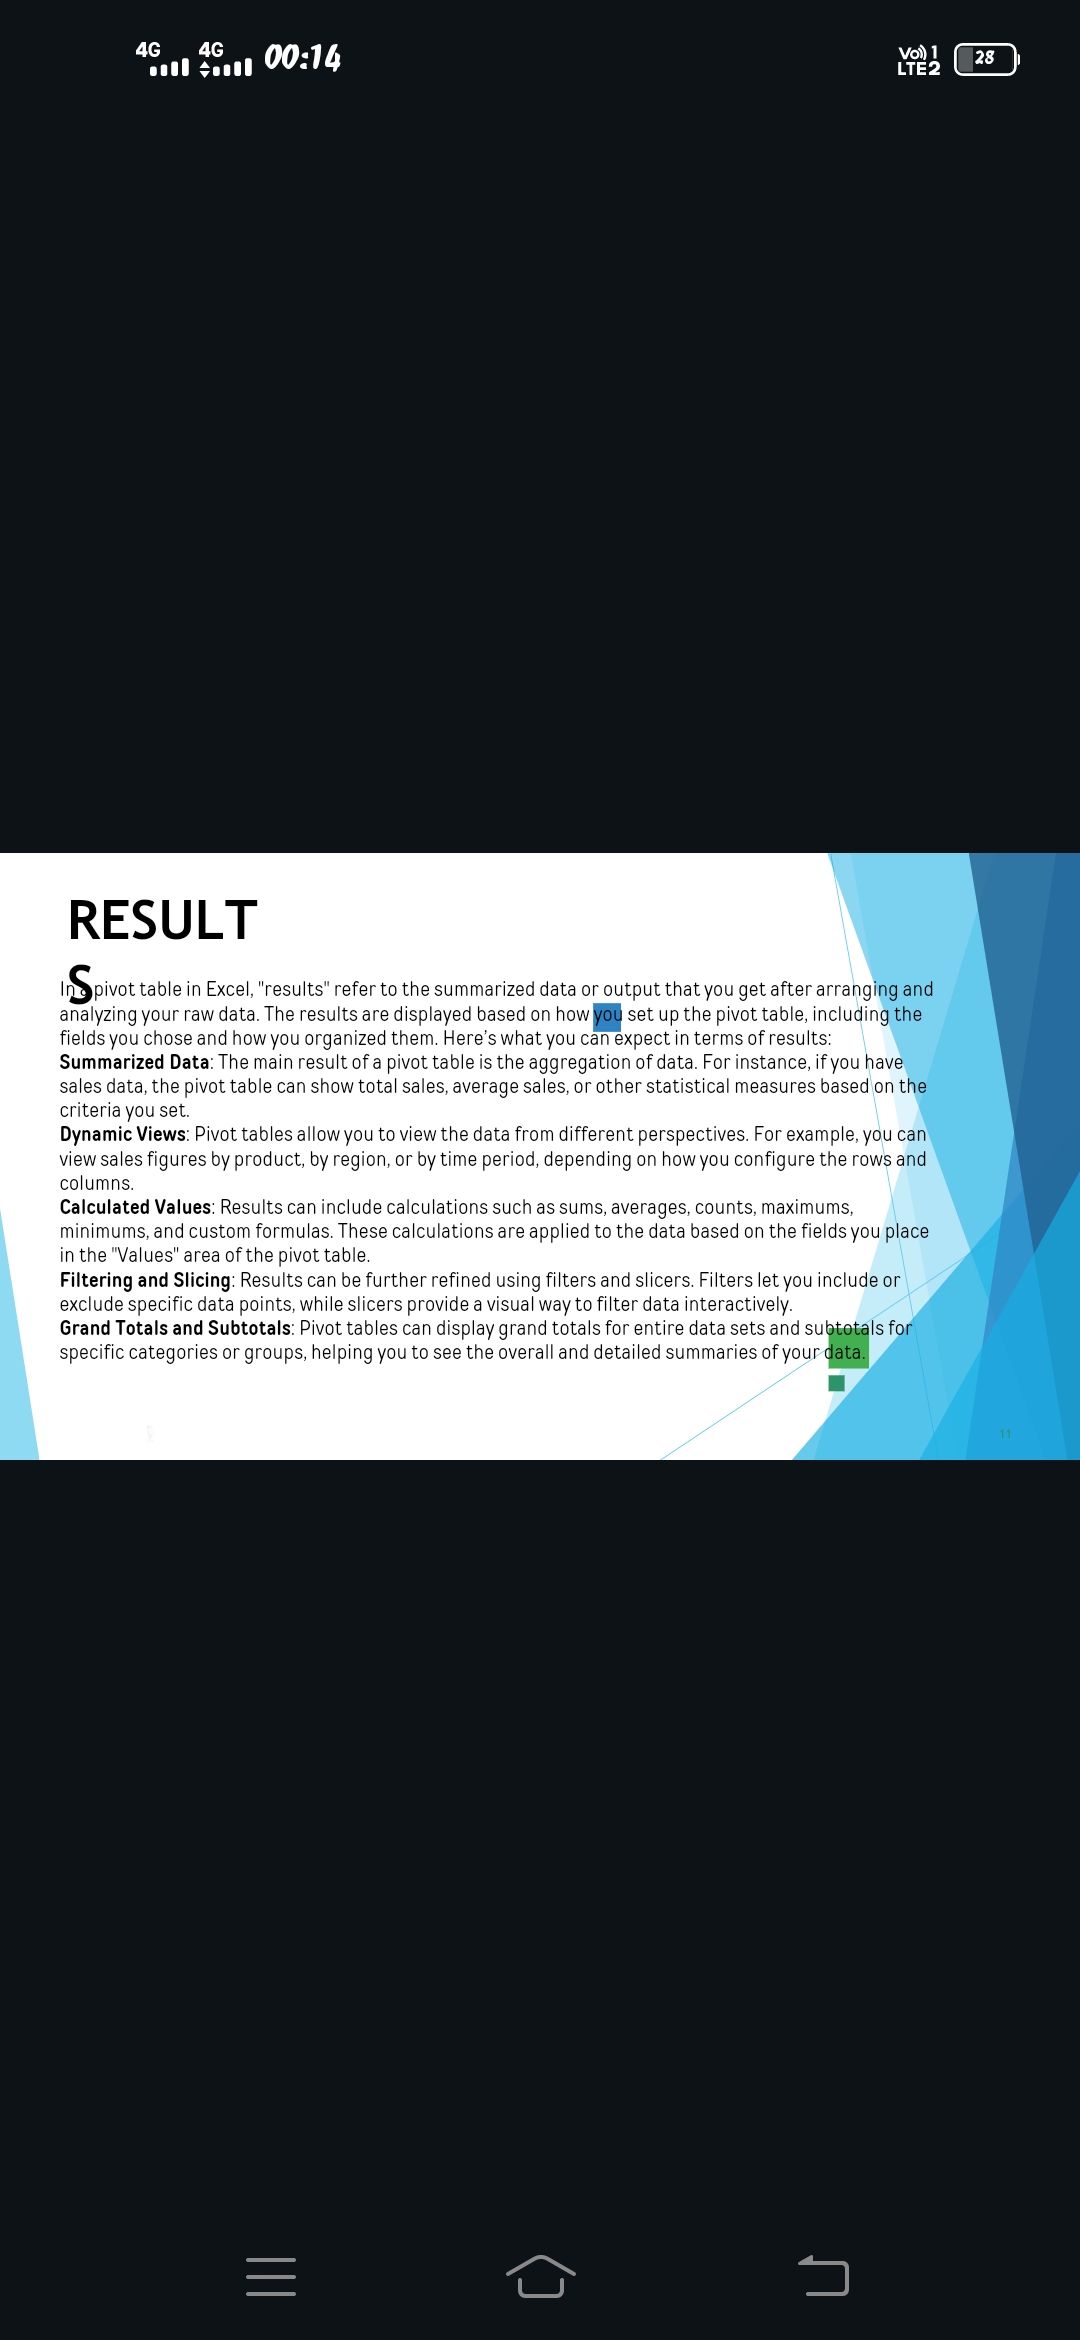 4G 4G 00:14
Vo 1
LTE 2
28
RESULT
S
In a pivot table in Excel, "results" refer to the summarized data or output that you get after arranging and
analyzing your raw data. The results are displayed based on how you set up the pivot table, including the
fields you chose and how you organized them. Here’s what you can expect in terms of results:
Summarized Data: The main result of a pivot table is the aggregation of data. For instance, if you have
sales data, the pivot table can show total sales, average sales, or other statistical measures based on the
criteria you set.
Dynamic Views: Pivot tables allow you to view the data from different perspectives. For example, you can
view sales figures by product, by region, or by time period, depending on how you configure the rows and
columns.
Calculated Values: Results can include calculations such as sums, averages, counts, maximums,
minimums, and custom formulas. These calculations are applied to the data based on the fields you place
in the "Values" area of the pivot table.
Filtering and Slicing: Results can be further refined using filters and slicers. Filters let you include or
exclude specific data points, while slicers provide a visual way to filter data interactively.
Grand Totals and Subtotals: Pivot tables can display grand totals for entire data sets and subtotals for
specific categories or groups, helping you to see the overall and detailed summaries of your data.
11